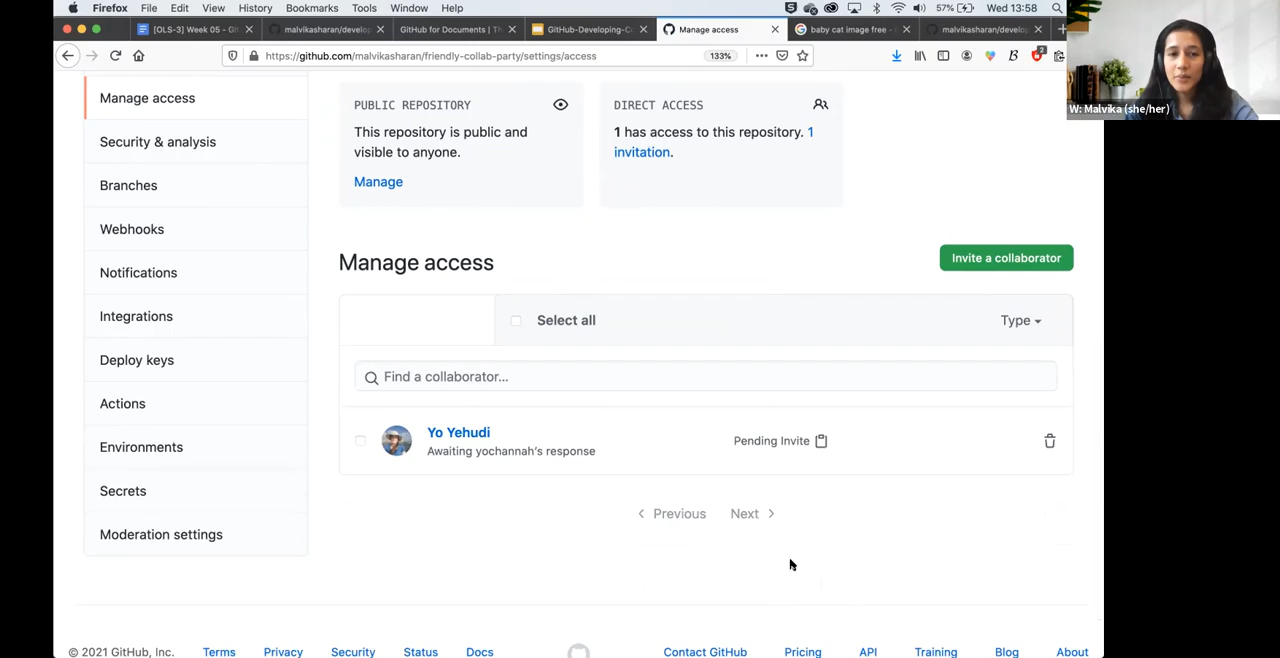 Firefox File Edit View History Bookmarks Tools Window Help 57% Wed 13:58
[OLS-3] Week 05 - Gi malvikasharan/develo GitHub for Documents | Th GitHub-Developing-C Manage access baby cat image free - malvikasharan/develo
https://github.com/malvikasharan/friendly-collab-party/settings/access 133% 2
W: Malvika (she/her)
Manage access
Security & analysis
Branches
Webhooks
Notifications
Integrations
Deploy keys
Actions
Environments
Secrets
Moderation settings
PUBLIC REPOSITORY
This repository is public and
visible to anyone.
Manage
DIRECT ACCESS
1 has access to this repository. 1
invitation.
Manage access
Invite a collaborator
Select all
Type
Find a collaborator...
Yo Yehudi
Awaiting yochannah's response
Pending Invite
Previous Next
© 2021 GitHub, Inc. Terms Privacy Security Status Docs Contact GitHub Pricing API Training Blog About